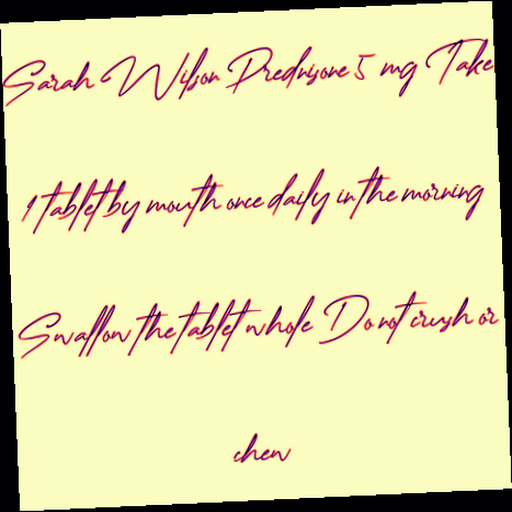 Sarah Wilson Prednisone 5 mg Take
1 tablet by mouth once daily in the morning
Swallow the tablet whole Do not crush or
chew